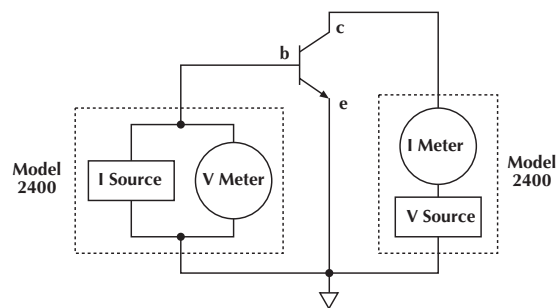 c
b
e
Model
2400
I Source
V Meter
I Meter
V Source
Model
2400